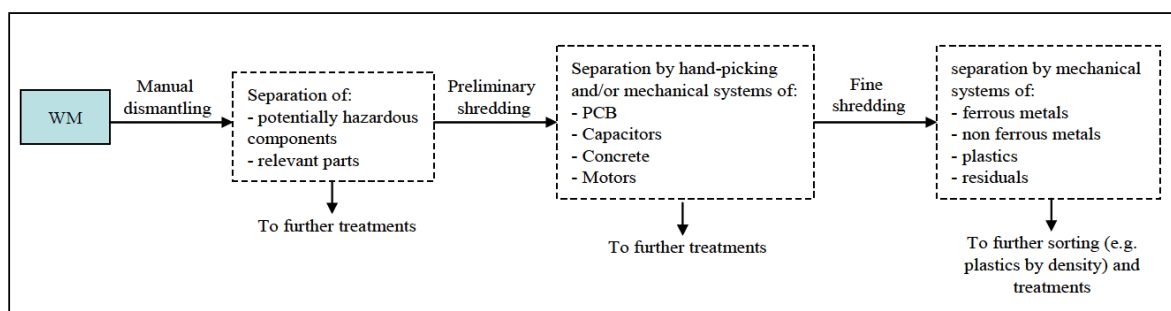 WM
Manual
dismantling
Separation of:
- potentially hazardous
components
- relevant parts
To further treatments
Preliminary
shredding
Separation by hand-picking
and/or mechanical systems of:
- PCB
- Capacitors
- Concrete
- Motors
To further treatments
Fine
shredding
separation by mechanical
systems of:
- ferrous metals
- non ferrous metals
- plastics
- residuals
To further sorting (e.g.
plastics by density) and
treatments